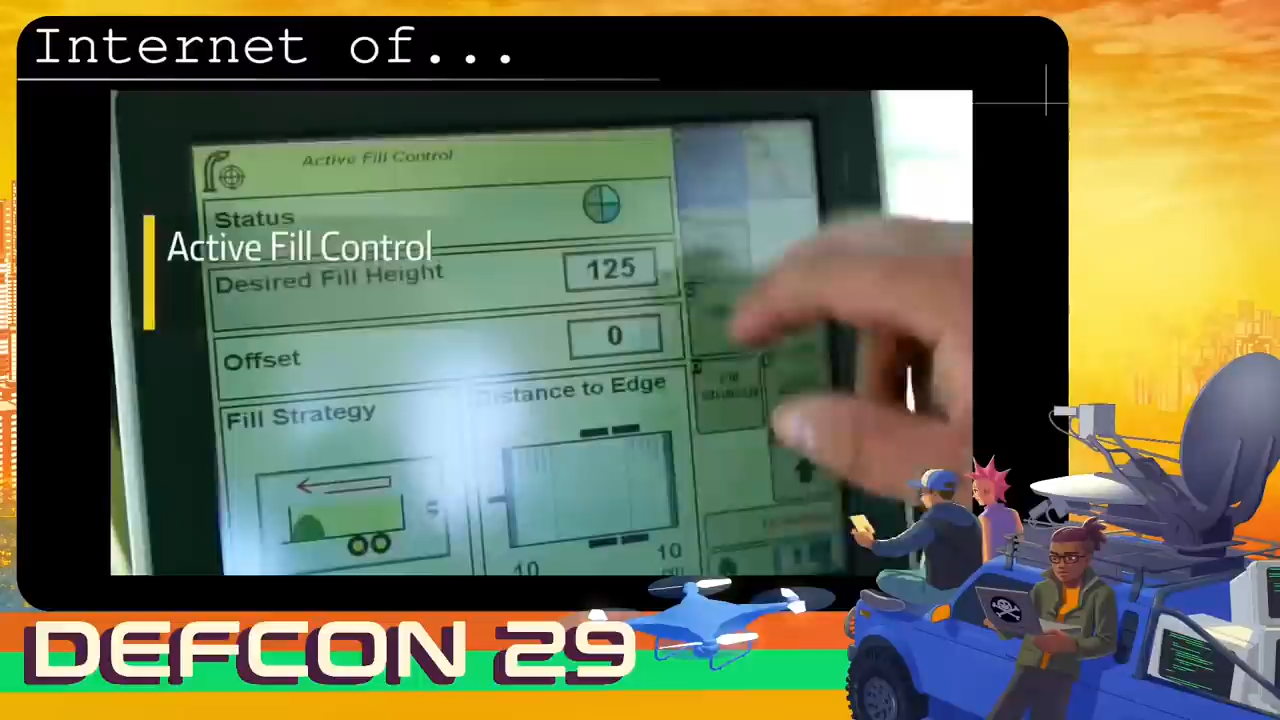 Internet of...
Active Fill Control
Status
Active Fill Control
Desired Fill Height
125
Offset
0
Fill Strategy
Distance to Edge
10
10
DEFCON 29